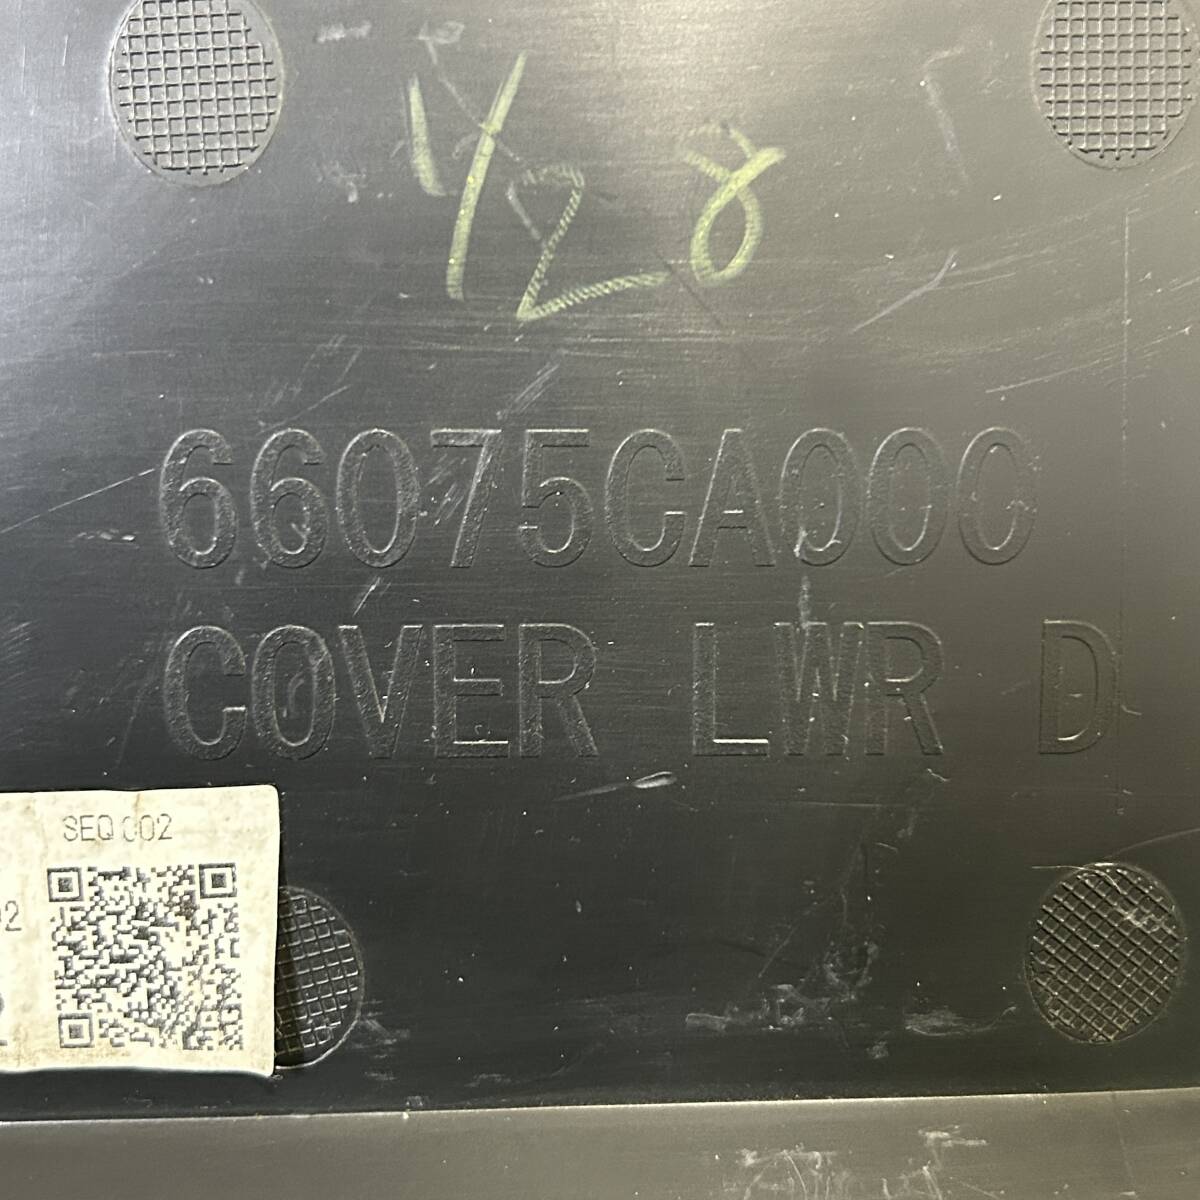 1/28
66075CA000
COVER LWR D
SEQ 002